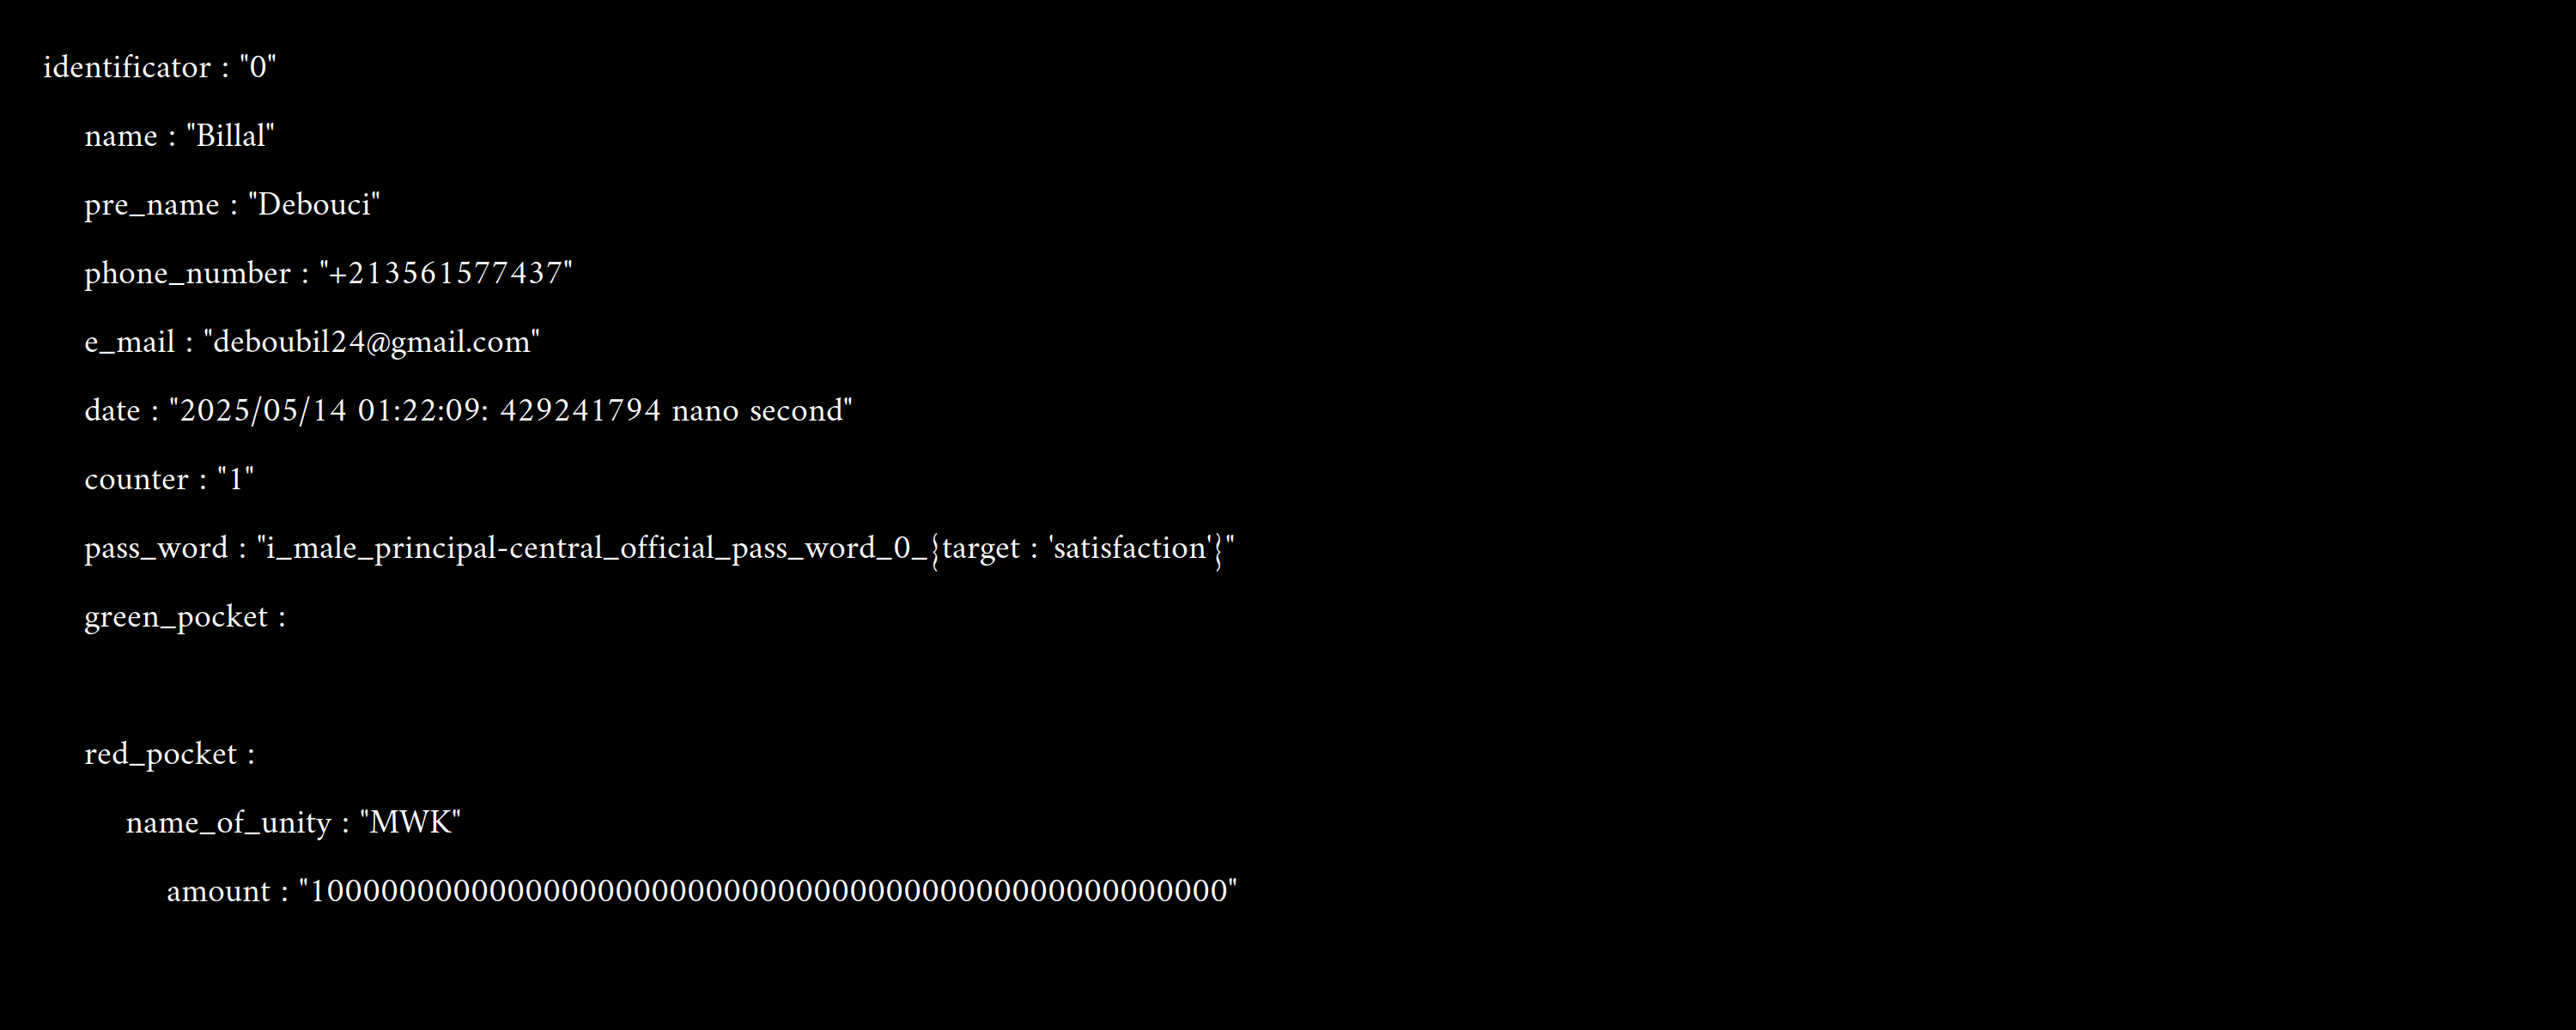 identificator : "0"
name : "Billal"
pre_name : "Debouci"
phone_number : "+213561577437"
e_mail : "deboubil24@gmail.com"
date : "2025/05/14 01:22:09: 429241794 nano second"
counter : "1"
pass_word : "i_male_principal-central_official_pass_word_0_{target : 'satisfaction'}"
green_pocket :
red_pocket :
name_of_unity : "MWK"
amount : "100000000000000000000000000000000000000000000000000"